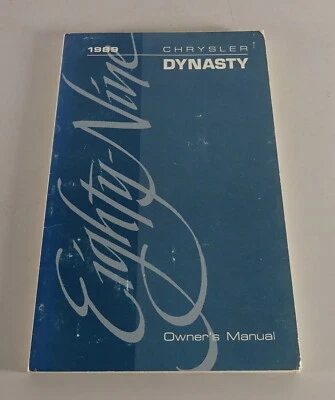 1989 CHRYSLER
DYNASTY
Eighty-Nine
Owner's Manual